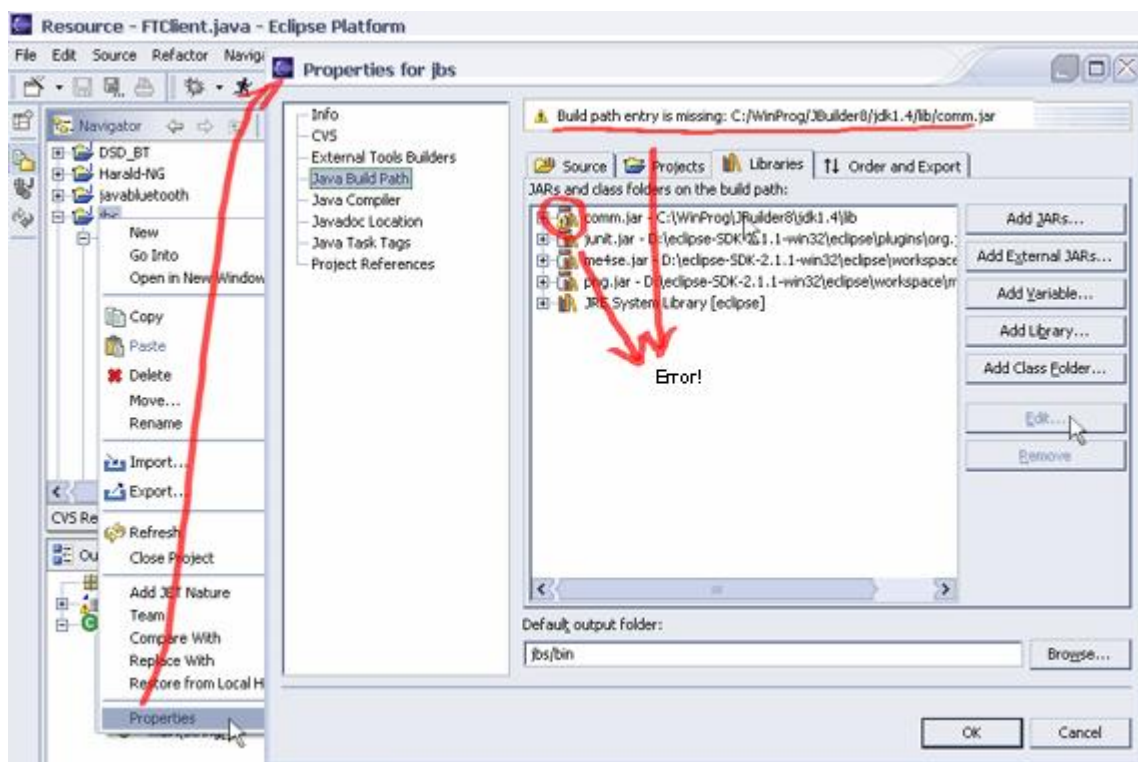 Resource - FTClient.java - Eclipse Platform
File Edit Source Refactor Naviga
Properties for jbs
Navigator
DSD_BT
Harald-NG
javabluetooth
jbs
New
Go Into
Open in New Window
Copy
Paste
Delete
Move...
Rename
Import...
Export...
CVS Re
Refresh
Close Project
Ou
Add JET Nature
Team
Compare With
Replace With
Restore from Local H
Properties
Info
CVS
External Tools Builders
Java Build Path
Java Compiler
Javadoc Location
Java Task Tags
Project References
Build path entry is missing: C:/WinProg/JBuilder8/jdk1.4/lib/comm.jar
Source Projects Libraries Order and Export
JARs and class folders on the build path:
comm.jar - C:\WinProg\JBuilder8\jdk1.4\lib
junit.jar - D:\eclipse-SDK-2.1.1-win32\eclipse\plugins\org.j
me4se.jar - D:\eclipse-SDK-2.1.1-win32\eclipse\workspace
png.jar - D:\eclipse-SDK-2.1.1-win32\eclipse\workspace\m
JRE System Library [eclipse]
Error!
Add JARs...
Add External JARs...
Add Variable...
Add Library...
Add Class Folder...
Edit...
Remove
Default output folder:
jbs/bin
Browse...
OK Cancel